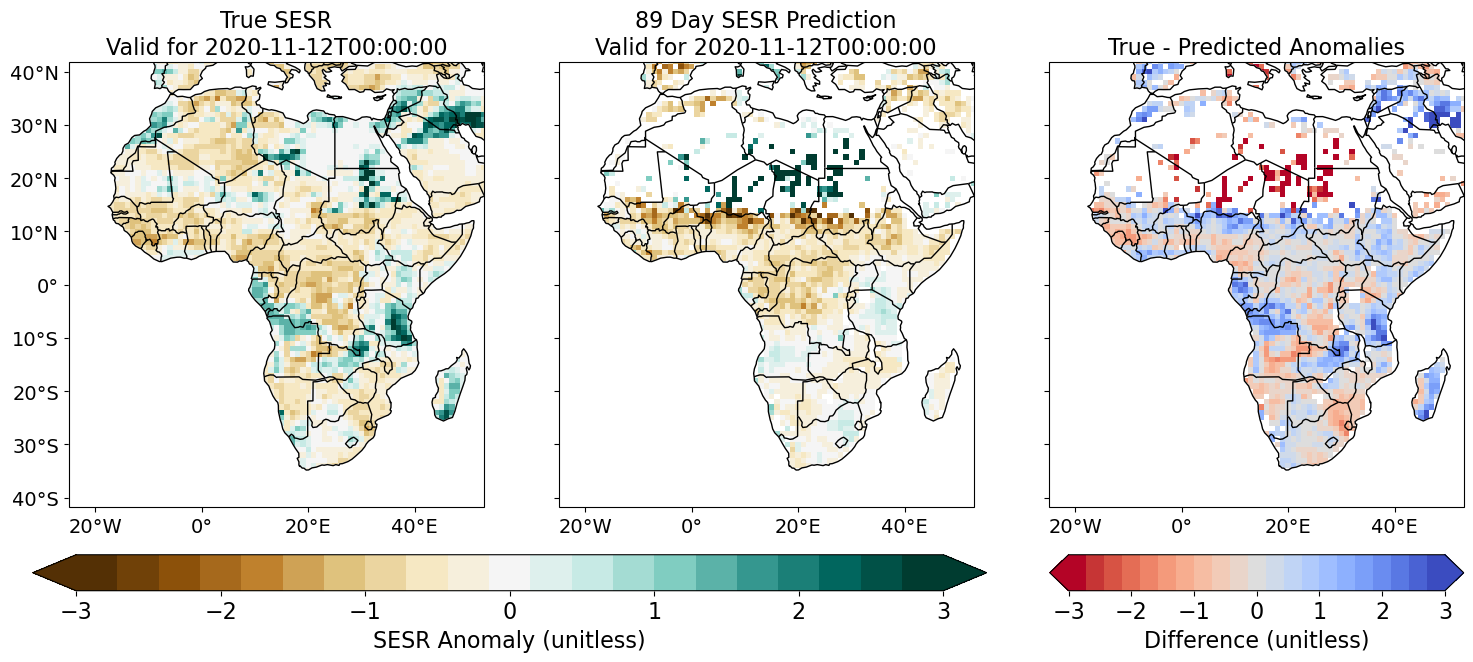 True SESR
Valid for 2020-11-12T00:00:00
89 Day SESR Prediction
Valid for 2020-11-12T00:00:00
True - Predicted Anomalies
40°N
30°N
20°N
10°N
0°
10°S
20°S
30°S
40°S
20°W 0° 20°E 40°E
20°W 0° 20°E 40°E
20°W 0° 20°E 40°E
−3 −2 −1 0 1 2 3
SESR Anomaly (unitless)
−3 −2 −1 0 1 2 3
Difference (unitless)